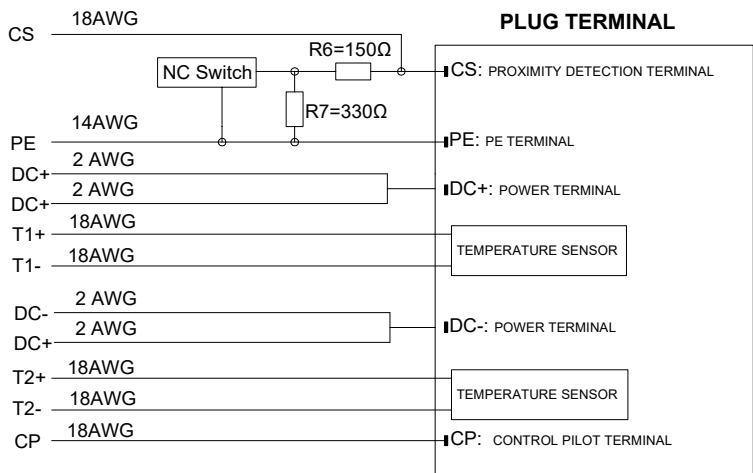 PLUG TERMINAL
CS 18AWG
R6=150Ω
NC Switch
CS: PROXIMITY DETECTION TERMINAL
R7=330Ω
PE 14AWG
PE: PE TERMINAL
DC+ 2 AWG
DC+ 2 AWG
DC+: POWER TERMINAL
T1+ 18AWG
T1- 18AWG
TEMPERATURE SENSOR
DC- 2 AWG
DC+ 2 AWG
DC-: POWER TERMINAL
T2+ 18AWG
T2- 18AWG
TEMPERATURE SENSOR
CP 18AWG
CP: CONTROL PILOT TERMINAL